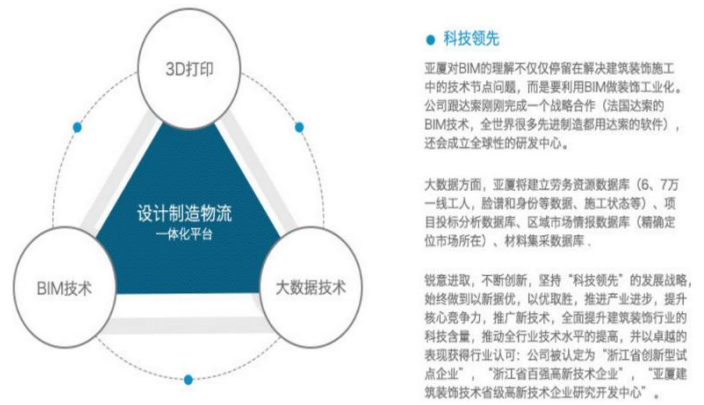 3D打印
设计制造物流
一体化平台
BIM技术
大数据技术
科技领先
亚厦对BIM的理解不仅仅停留在解决建筑装饰施工
中的技术节点问题，而是要利用BIM做装饰工业化。
公司跟达索刚刚完成一个战略合作（法国达索的
BIM技术，全世界很多先进制造都用达索的软件），
还会成立全球性的研发中心。
大数据方面，亚厦将建立劳务资源数据库（6、7万
一线工人，脸谱和身份等数据、施工状态等）、项
目投标分析数据库、区域市场情报数据库（精确定
位市场所在）、材料集采数据库.
锐意进取，不断创新，坚持“科技领先”的发展战略，
始终做到以新据优，以优取胜，推进产业进步，提升
核心竞争力，推广新技术，全面提升建筑装饰行业的
科技含量，推动全行业技术水平的提高，并以卓越的
表现获得行业认可：公司被认定为“浙江省创新型试
点企业”，“浙江省百强高新技术企业”，“亚厦建
筑装饰技术省级高新技术企业研究开发中心”。